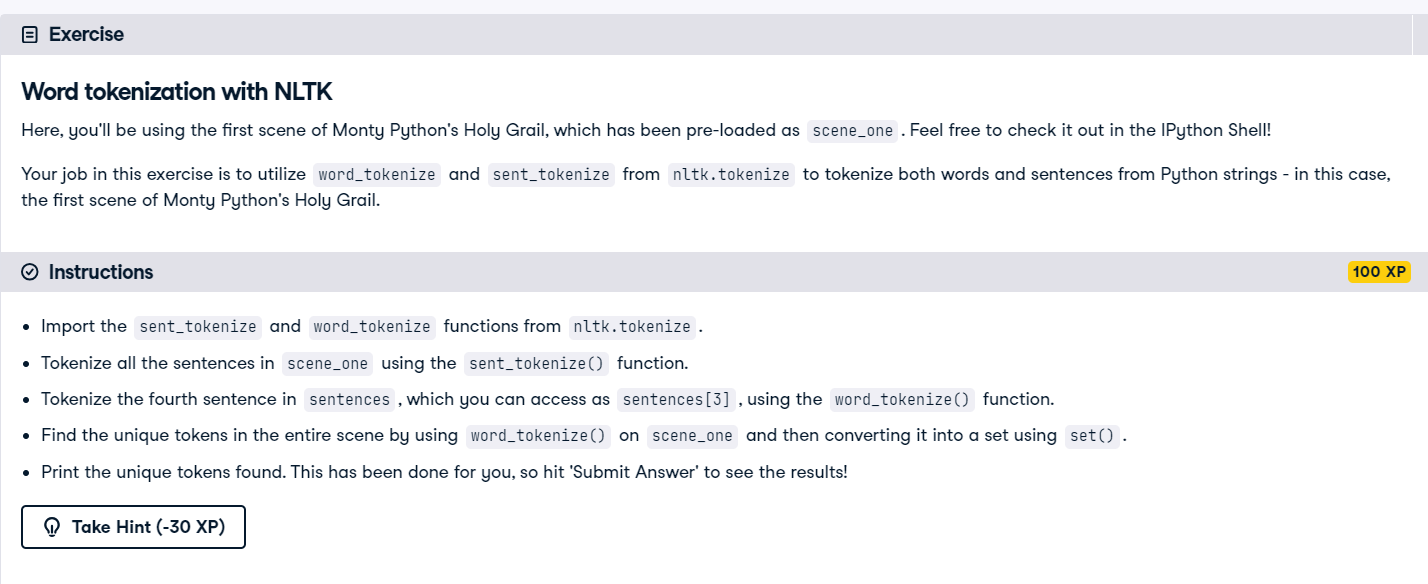 Exercise
Word tokenization with NLTK
Here, you'll be using the first scene of Monty Python's Holy Grail, which has been pre-loaded as scene_one. Feel free to check it out in the IPython Shell!
Your job in this exercise is to utilize word_tokenize and sent_tokenize from nltk.tokenize to tokenize both words and sentences from Python strings - in this case,
the first scene of Monty Python's Holy Grail.
Instructions
100 XP
• Import the sent_tokenize and word_tokenize functions from nltk.tokenize.
• Tokenize all the sentences in scene_one using the sent_tokenize() function.
• Tokenize the fourth sentence in sentences, which you can access as sentences[3], using the word_tokenize() function.
• Find the unique tokens in the entire scene by using word_tokenize() on scene_one and then converting it into a set using set().
• Print the unique tokens found. This has been done for you, so hit 'Submit Answer' to see the results!
Take Hint (-30 XP)